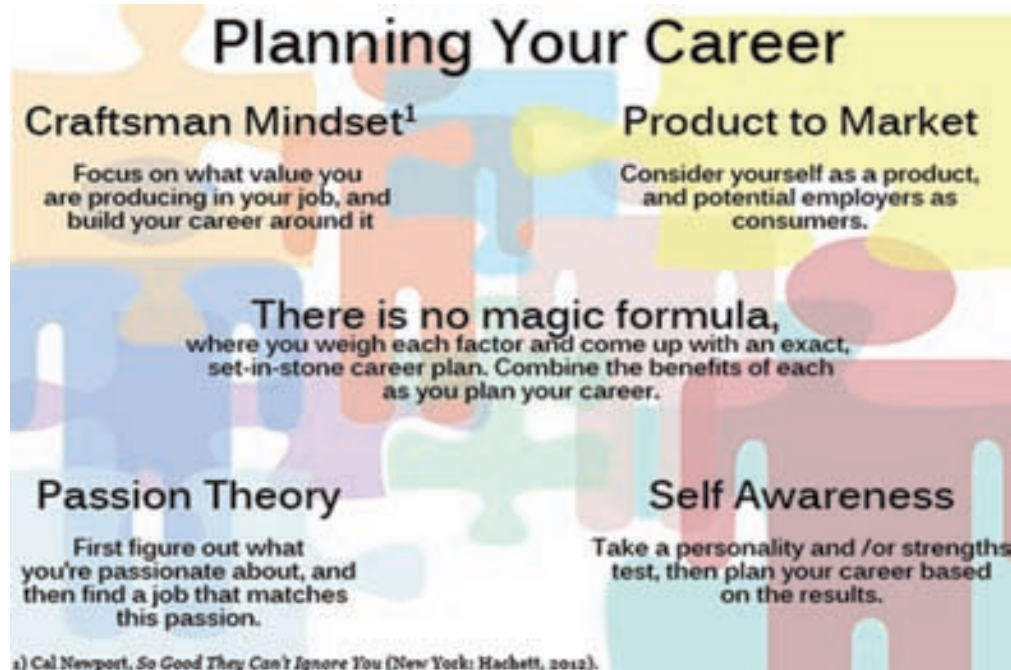 Planning Your Career
Craftsman Mindset¹
Focus on what value you
are producing in your job, and
build your career around it
Product to Market
Consider yourself as a product,
and potential employers as
consumers.
There is no magic formula,
where you weigh each factor and come up with an exact,
set-in-stone career plan. Combine the benefits of each
as you plan your career.
Passion Theory
First figure out what
you're passionate about, and
then find a job that matches
this passion.
Self Awareness
Take a personality and /or strengths
test, then plan your career based
on the results.
1) Cal Newport, So Good They Can't Ignore You (New York: Hachett, 2012).